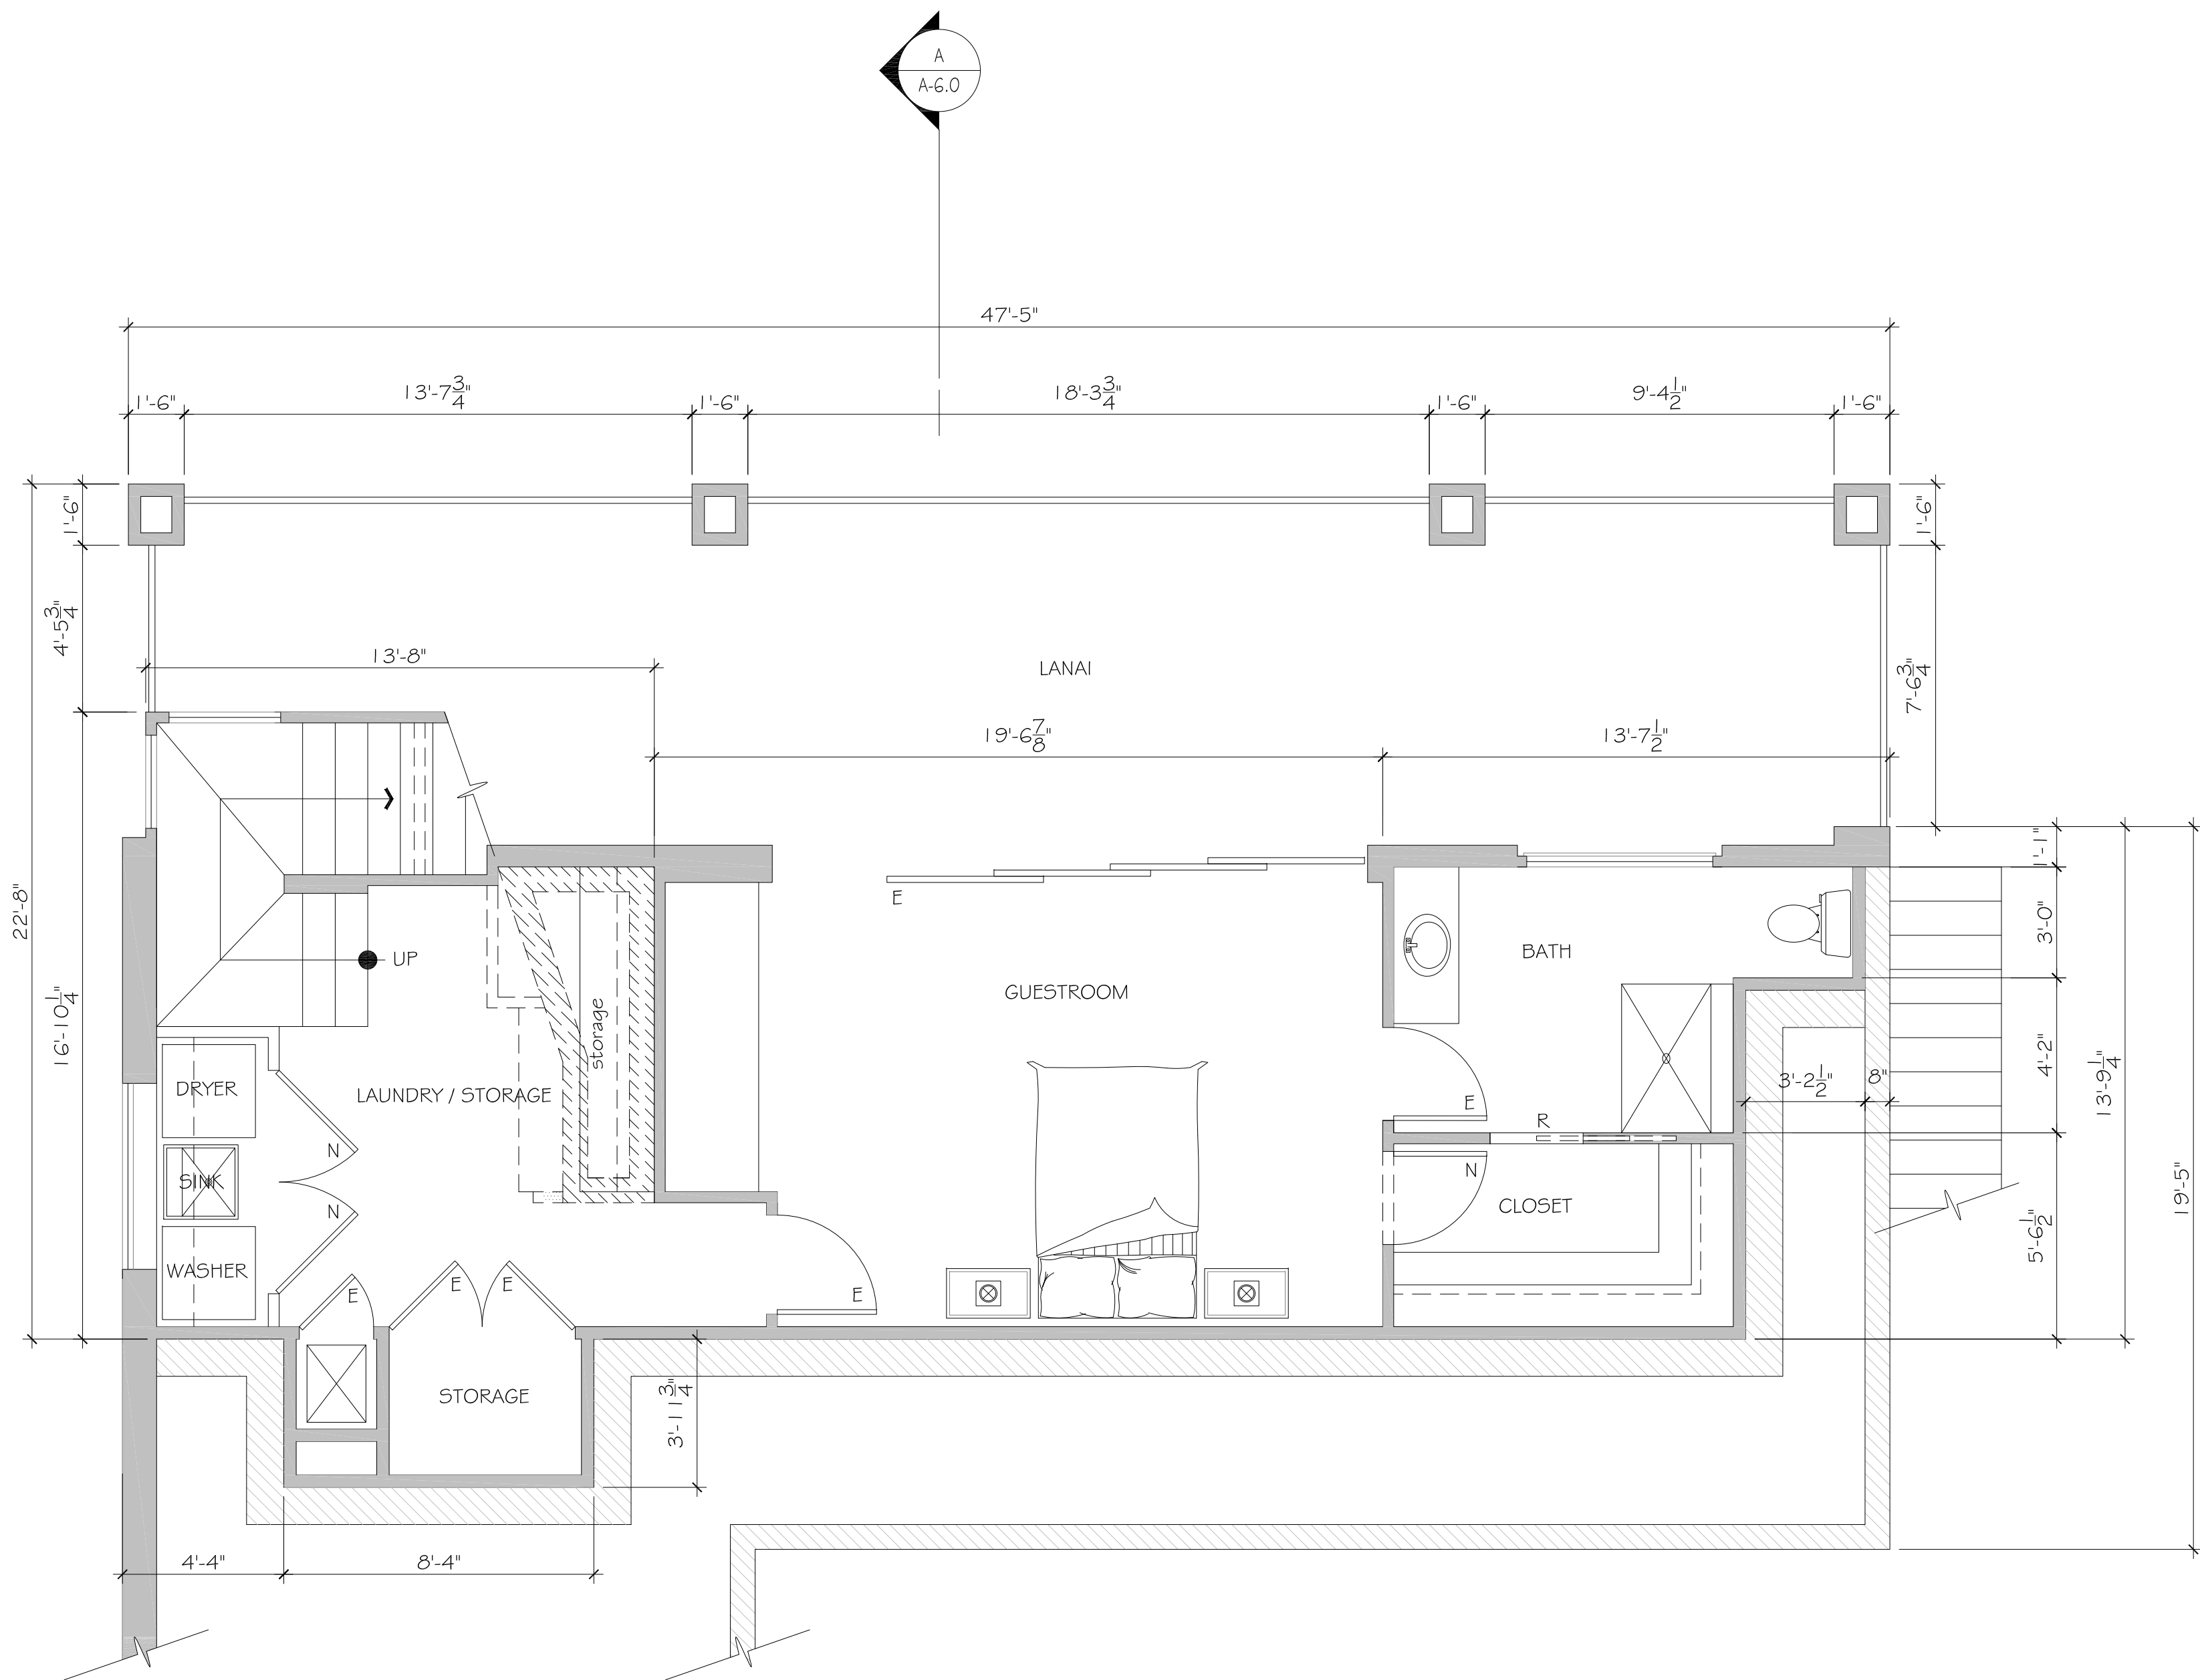 A
A-6.0
47'-5"
1'-6"
13'-7 3/4"
1'-6"
18'-3 3/4"
1'-6"
9'-4 1/2"
1'-6"
1'-6"
1'-6"
4'-5 3/4"
7'-6 3/4"
13'-8"
LANAI
19'-6 7/8"
13'-7 1/2"
1'-1"
22'-8"
E
3'-0"
UP
BATH
GUESTROOM
16'-10 1/4"
storage
4'-2"
13'-9 1/4"
3'-2 1/2"
8"
DRYER
LAUNDRY / STORAGE
E
R
N
N
SINK
19'-5"
CLOSET
N
5'-6 1/2"
WASHER
E
E
E
E
STORAGE
3'-11 3/4"
4'-4"
8'-4"